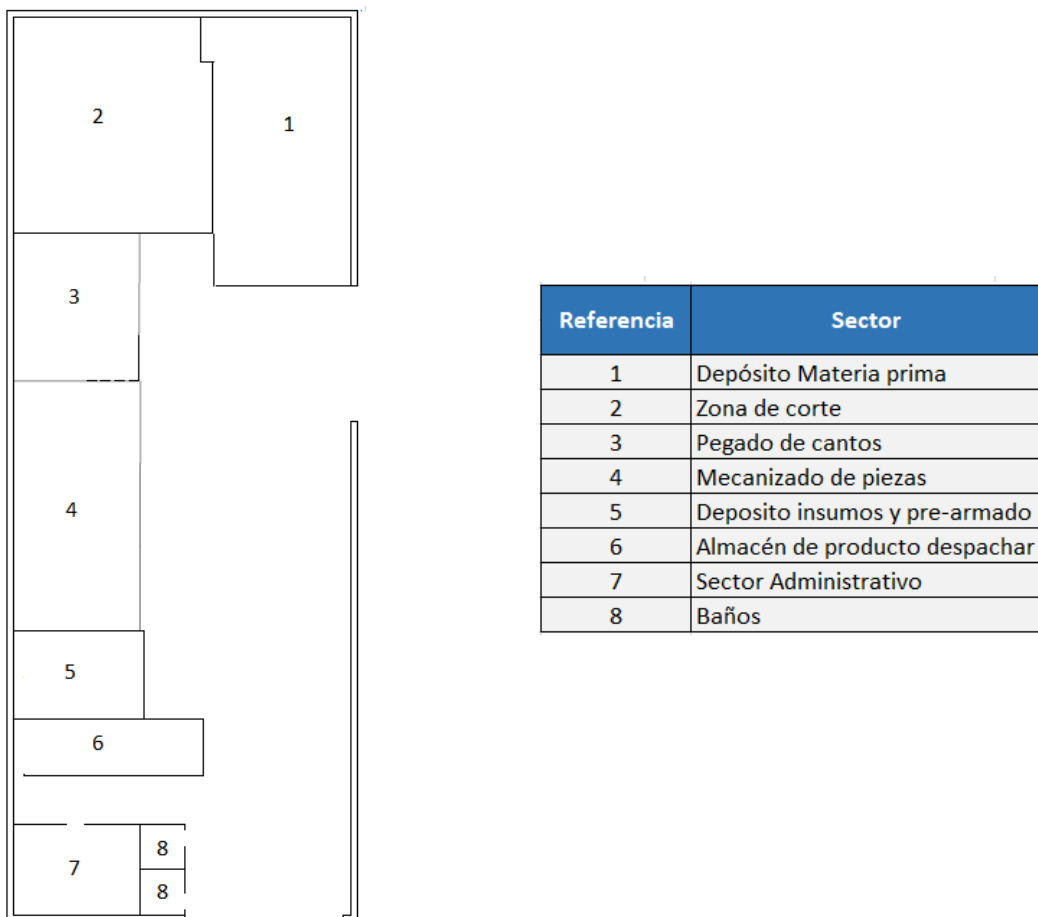 2
1
3
4
5
6
7
8
8
Referencia Sector
1 Depósito Materia prima
2 Zona de corte
3 Pegado de cantos
4 Mecanizado de piezas
5 Deposito insumos y pre-armado
6 Almacén de producto despachar
7 Sector Administrativo
8 Baños